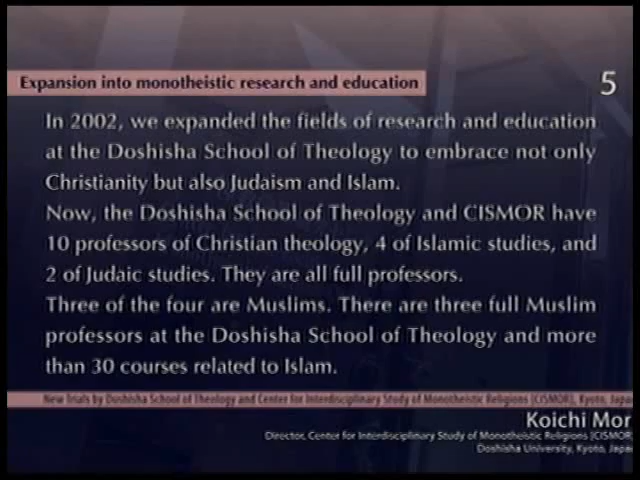 Expansion into monotheistic research and education
5
In 2002, we expanded the fields of research and education
at the Doshisha School of Theology to embrace not only
Christianity but also Judaism and Islam.
Now, the Doshisha School of Theology and CISMOR have
10 professors of Christian theology, 4 of Islamic studies, and
2 of Judaic studies. They are all full professors.
Three of the four are Muslims. There are three full Muslim
professors at the Doshisha School of Theology and more
than 30 courses related to Islam.
New Trials by Doshisha School of Theology and Center for Interdisciplinary Study of Monotheistic Religions (CISMOR), Kyoto, Japa
Koichi Mor
Director, Center for Interdisciplinary Study of Monotheistic Religions (CISMOR
Doshisha University, Kyoto, Japa